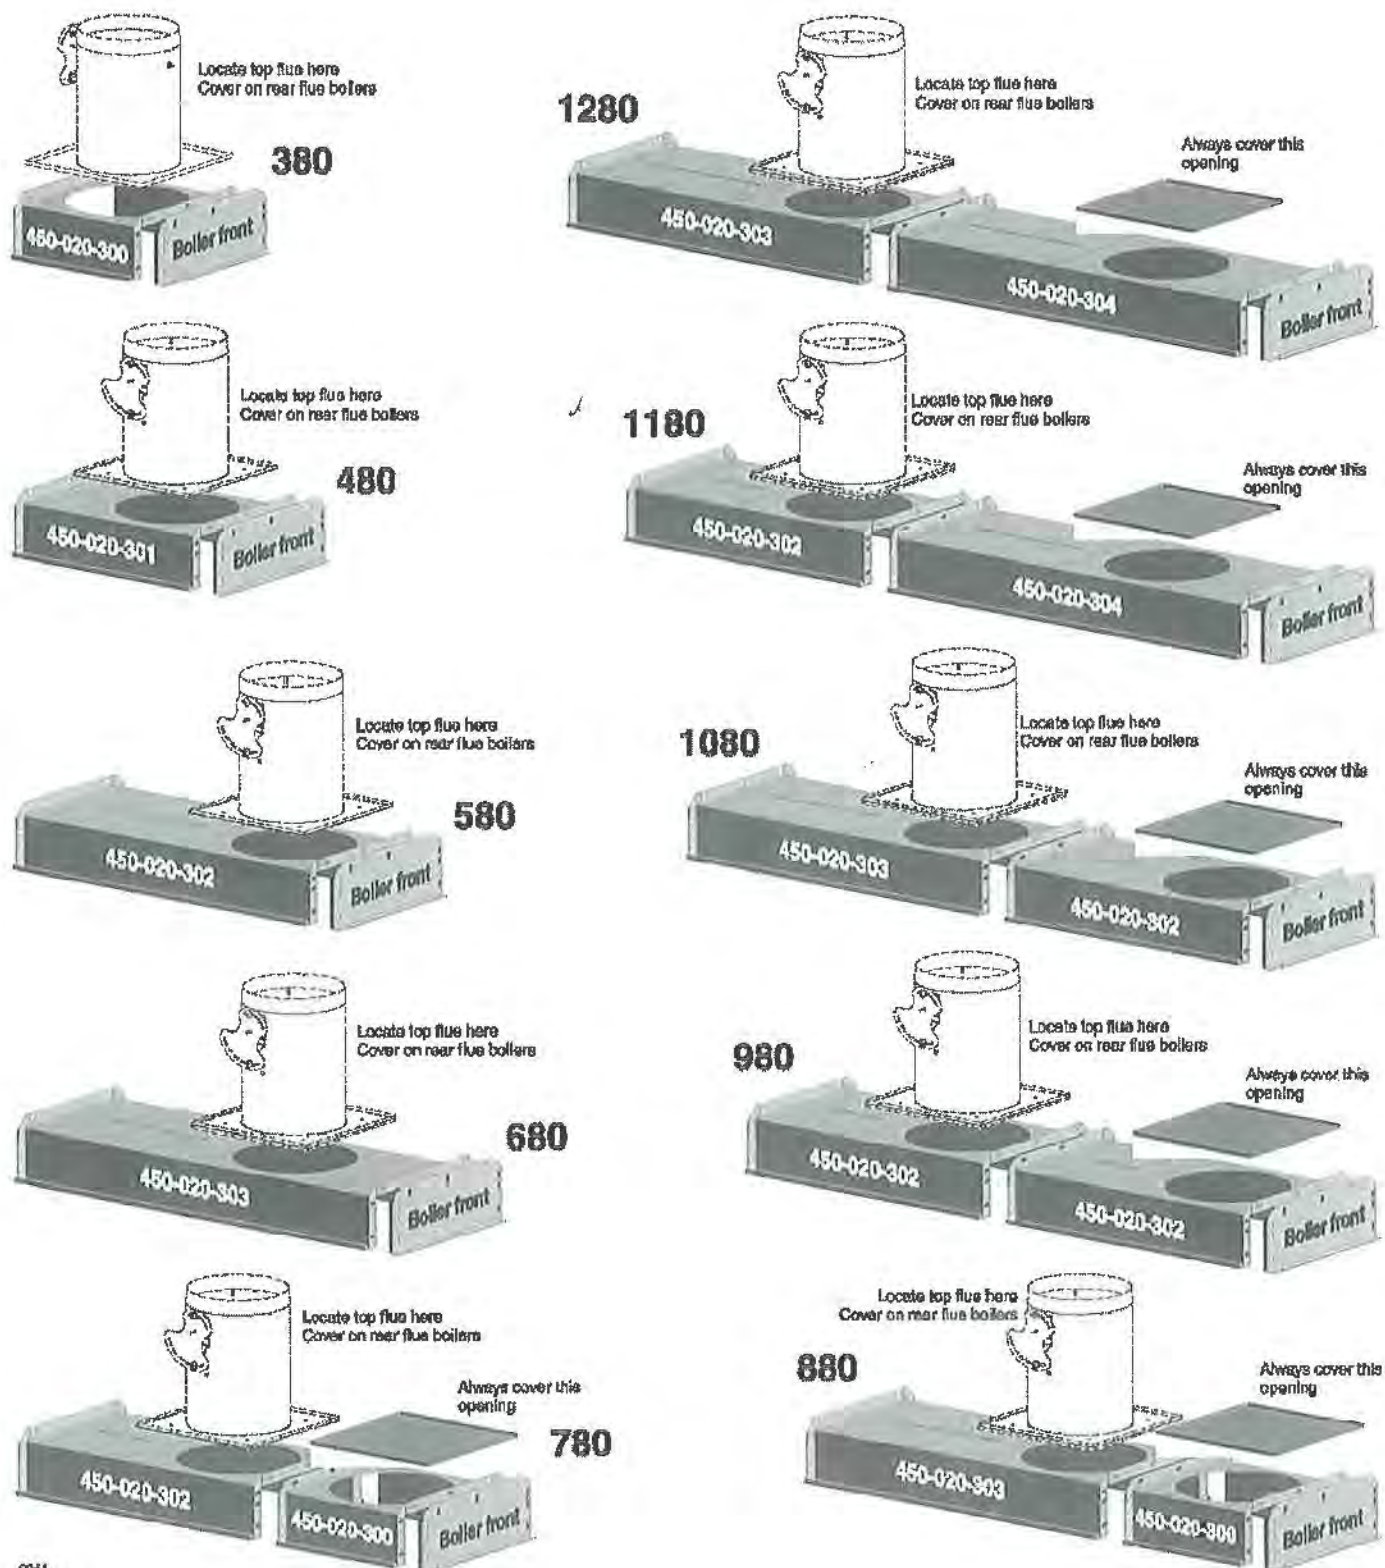 Locate top flue here
Cover on rear flue boilers
380
450-020-300
Boiler front
Locate top flue here
Cover on rear flue boilers
480
450-020-301
Boiler front
Locate top flue here
Cover on rear flue boilers
580
450-020-302
Boiler front
Locate top flue here
Cover on rear flue boilers
680
450-020-303
Boiler front
Locate top flue here
Cover on rear flue boilers
Always cover this
opening
780
450-020-302
450-020-300
Boiler front
Locate top flue here
Cover on rear flue boilers
1280
Always cover this
opening
450-020-303
450-020-304
Boiler front
Locate top flue here
Cover on rear flue boilers
1180
Always cover this
opening
450-020-302
450-020-304
Boiler front
Locate top flue here
Cover on rear flue boilers
1080
Always cover this
opening
450-020-303
450-020-302
Boiler front
Locate top flue here
Cover on rear flue boilers
980
Always cover this
opening
450-020-302
450-020-302
Boiler front
Locate top flue here
Cover on rear flue boilers
880
Always cover this
opening
450-020-303
450-020-300
Boiler front